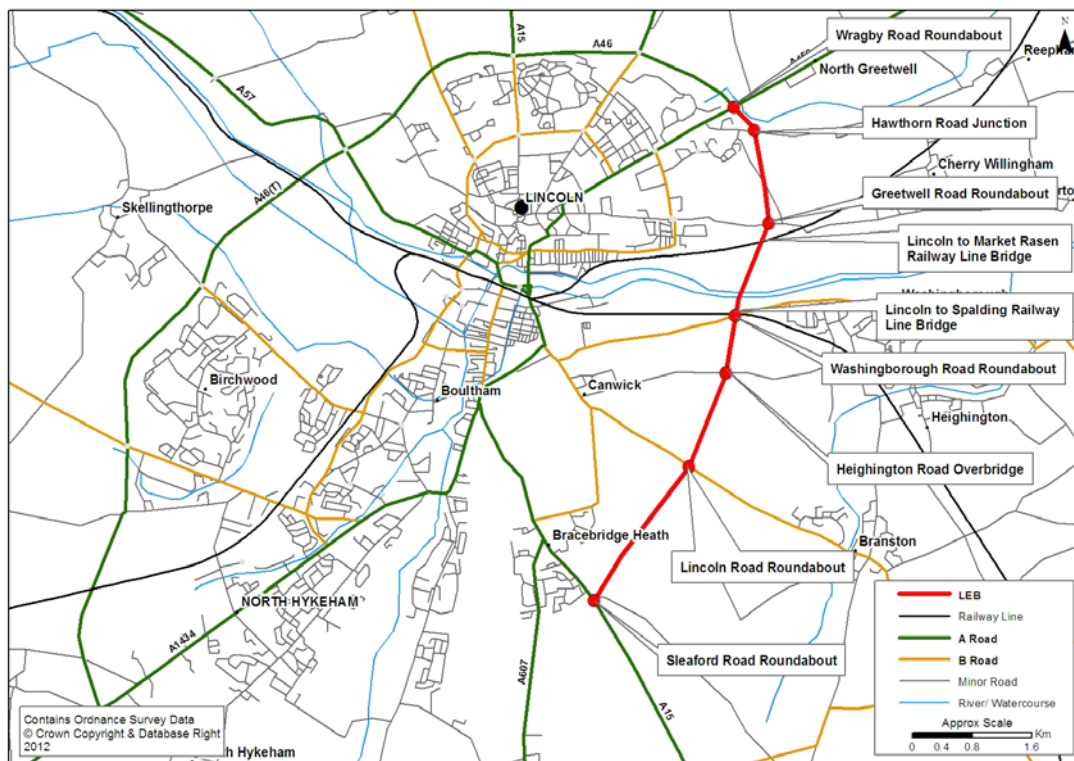 A15
A46
Wragby Road Roundabout
N
North Greetwell
A57
Hawthorn Road Junction
Cherry Willingham
A46(T)
Skellingthorpe
LINCOLN
Greetwell Road Roundabout
Lincoln to Market Rasen
Railway Line Bridge
Lincoln to Spalding Railway
Line Bridge
Birchwood
Boultham
Canwick
Washingborough Road Roundabout
Heighington
Heighington Road Overbridge
Bracebridge Heath
Branston
Lincoln Road Roundabout
NORTH HYKEHAM
A1434
Sleaford Road Roundabout
A607
A15
LEB
Railway Line
A Road
B Road
Minor Road
River/ Watercourse
Approx Scale
Km
0 0.4 0.8 1.6
Contains Ordnance Survey Data
© Crown Copyright & Database Right
2012
h Hykeham